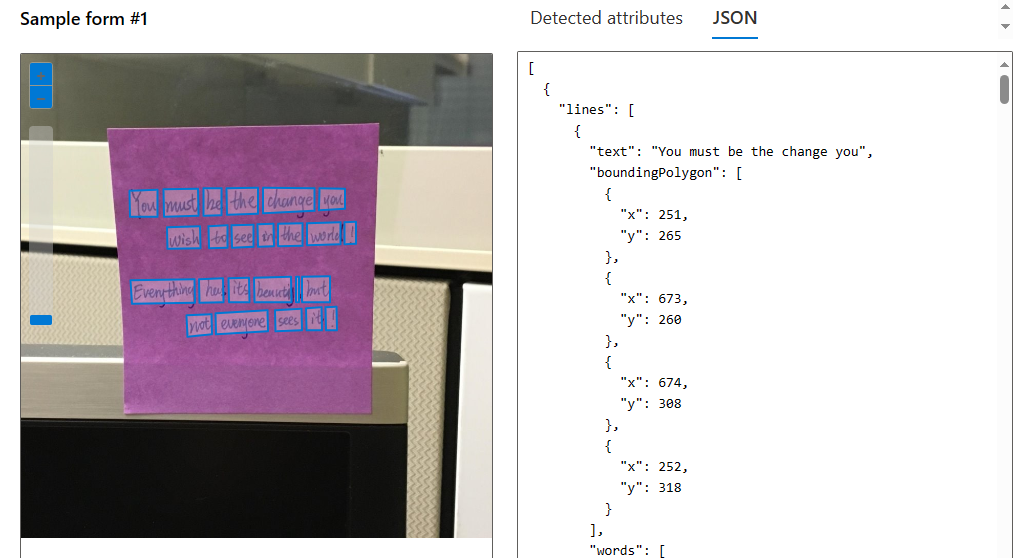 Sample form #1
Detected attributes
JSON
+
-
You must be the change you
wish to see in the world !
Everything has its beauty, but
not everyone sees it !
[
{
"lines": [
{
"text": "You must be the change you",
"boundingPolygon": [
{
"x": 251,
"y": 265
},
{
"x": 673,
"y": 260
},
{
"x": 674,
"y": 308
},
{
"x": 252,
"y": 318
}
],
"words": [